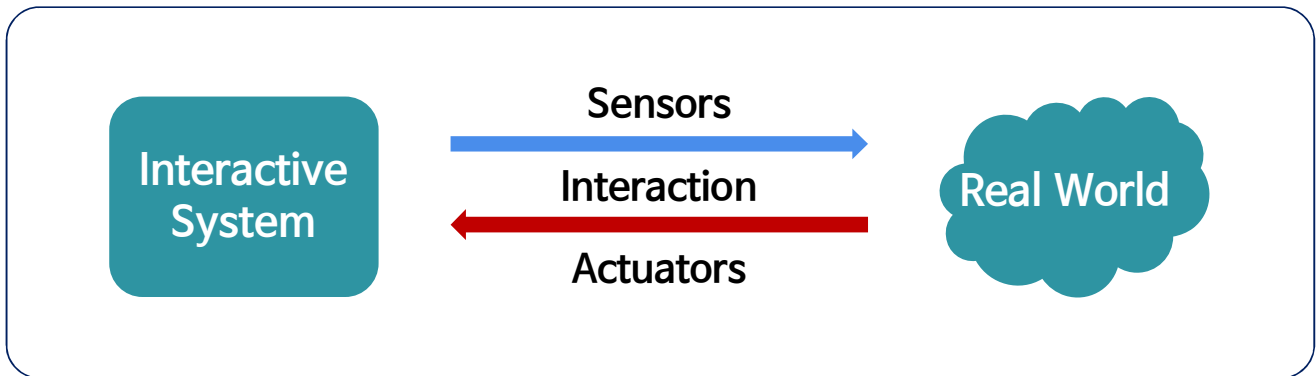 Sensors
Interactive
System
Interaction
Real World
Actuators